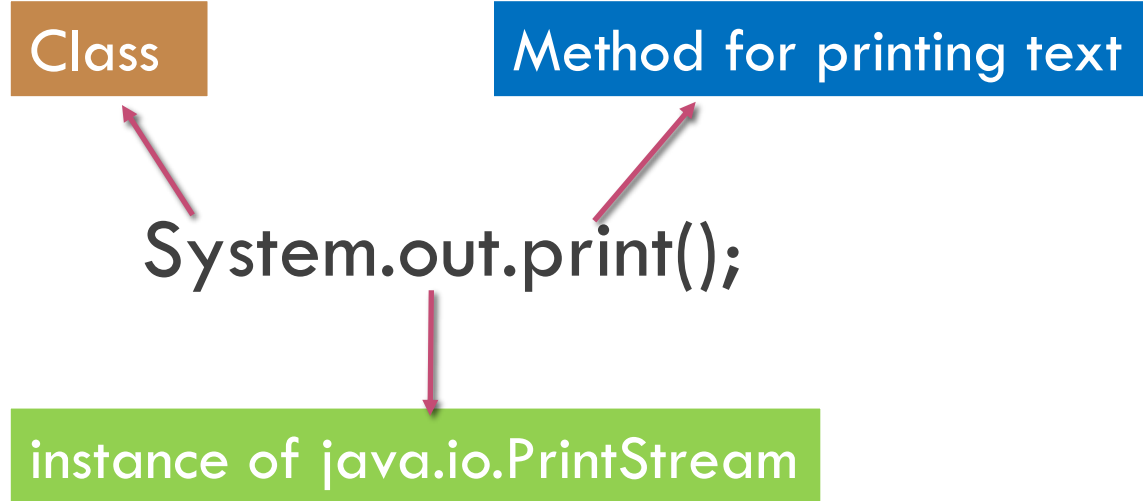 Class
Method for printing text
System.out.print();
instance of java.io.PrintStream